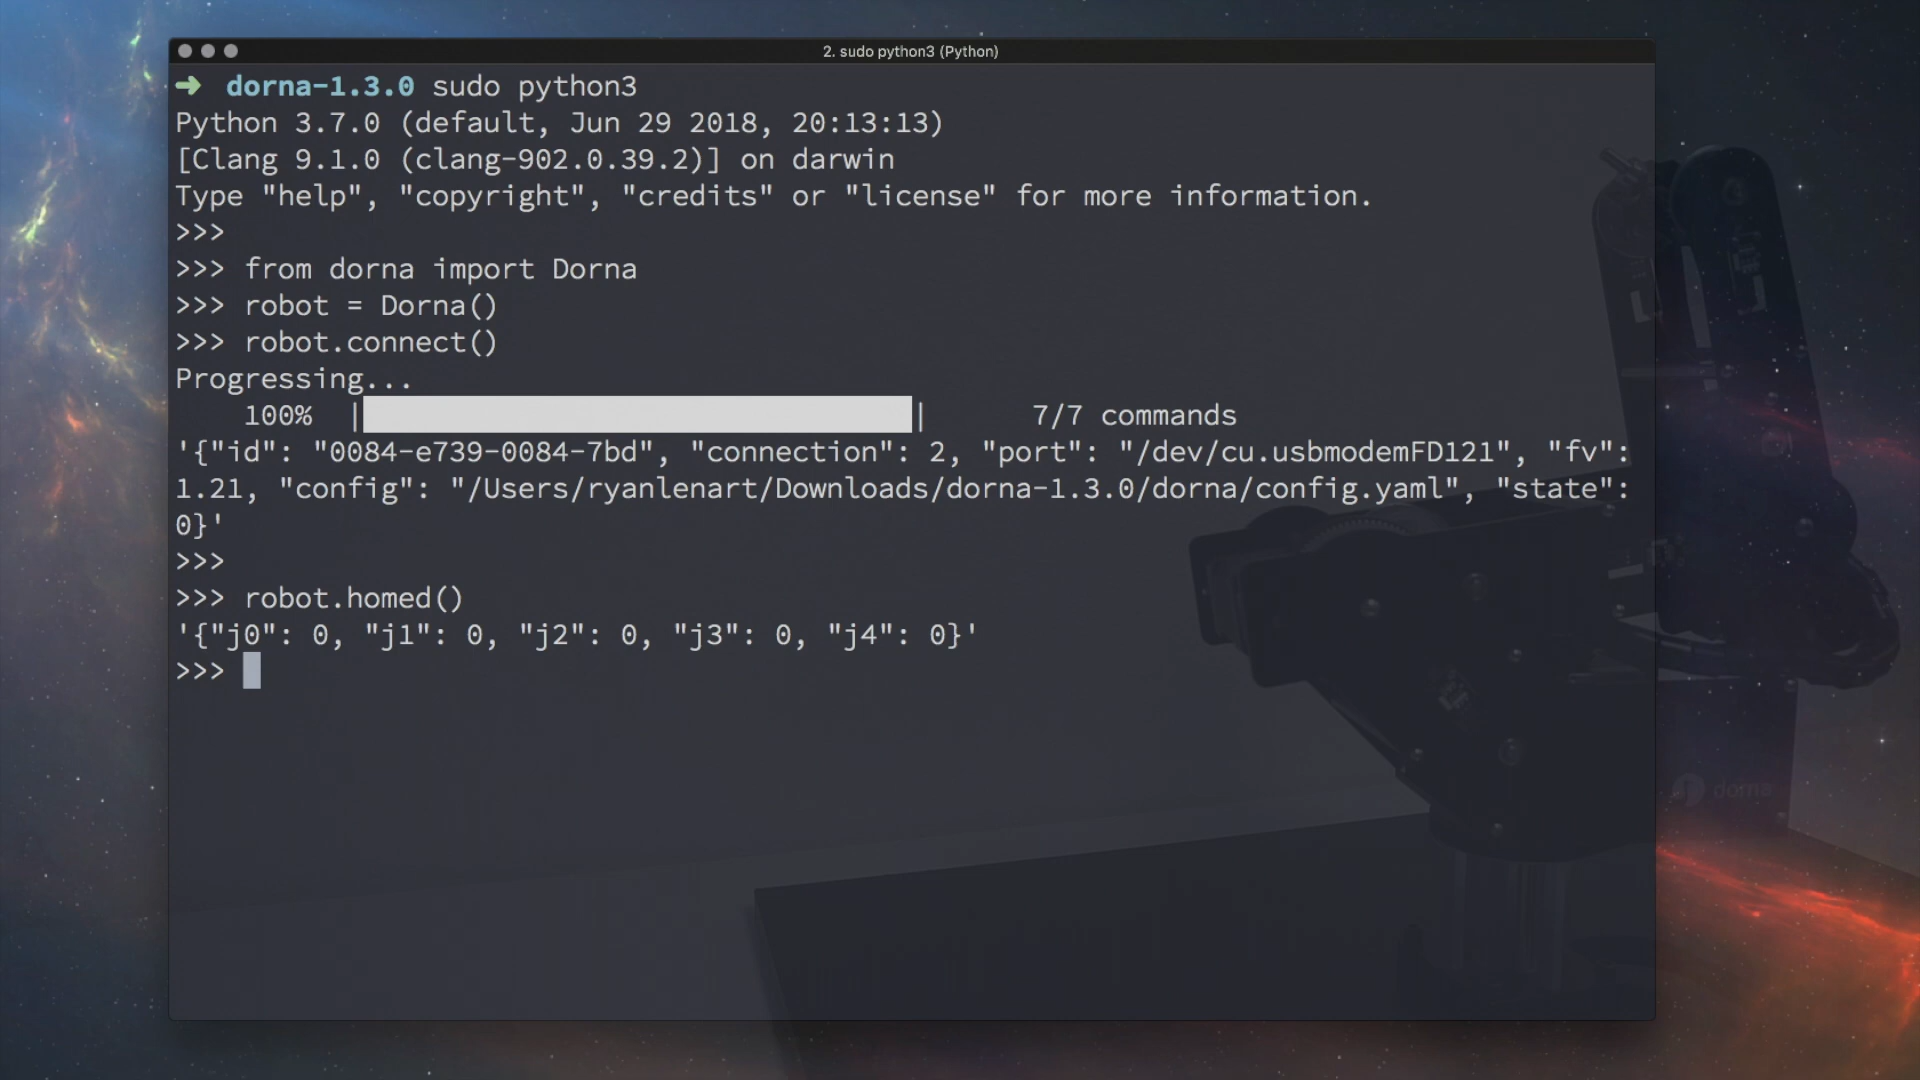 2. sudo python3 (Python)
➜ dorna-1.3.0 sudo python3
Python 3.7.0 (default, Jun 29 2018, 20:13:13)
[Clang 9.1.0 (clang-902.0.39.2)] on darwin
Type "help", "copyright", "credits" or "license" for more information.
>>>
>>> from dorna import Dorna
>>> robot = Dorna()
>>> robot.connect()
Progressing...
100% | | 7/7 commands
'{"id": "0084-e739-0084-7bd", "connection": 2, "port": "/dev/cu.usbmodemFD121", "fv":
1.21, "config": "/Users/ryanlenart/Downloads/dorna-1.3.0/dorna/config.yaml", "state":
0}'
>>>
>>> robot.homed()
'{"j0": 0, "j1": 0, "j2": 0, "j3": 0, "j4": 0}'
>>>
dorna